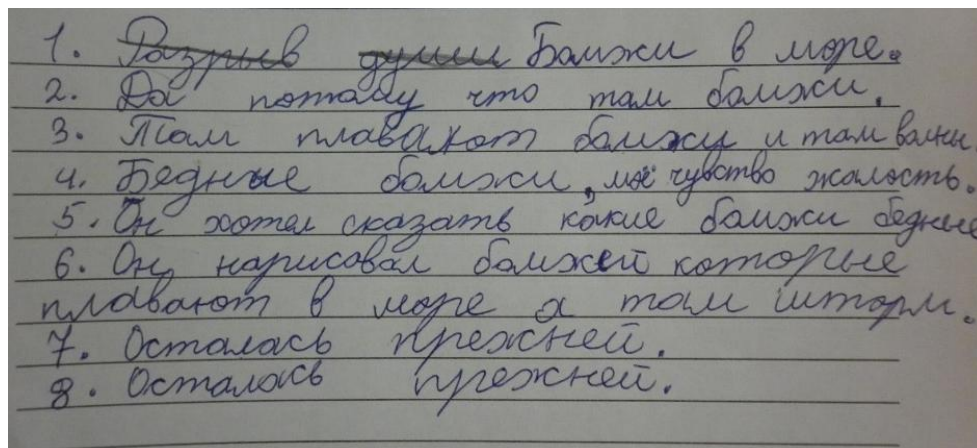 1. Разрыв души Бомжи в море.
2. Да потому что там бомжи.
3. Там плавают бомжи и там волны.
4. Бедные бомжи, моё чувство жалость.
5. Он хотел сказать какие бомжи бедные
6. Он нарисовал бомжей которые
плавают в море а там шторм.
7. Осталась прежней.
8. Осталась прежней.